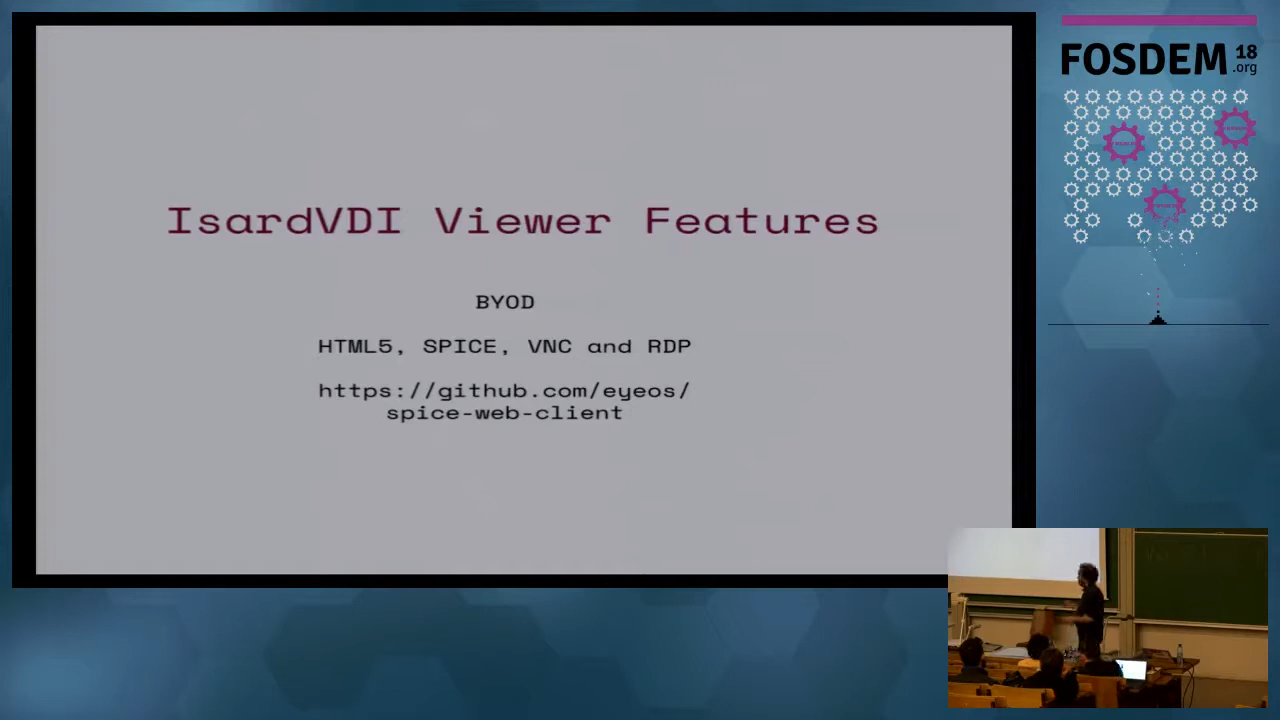 IsardVDI Viewer Features
BYOD
HTML5, SPICE, VNC and RDP
https://github.com/eyeos/
spice-web-client
FOSDEM 18
.org